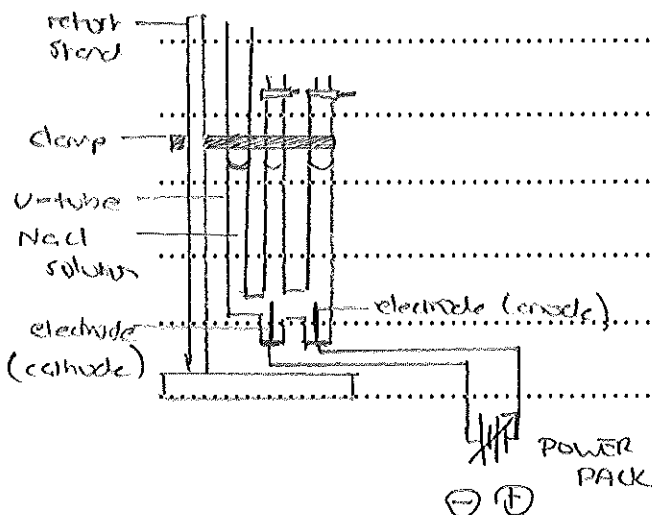 retort
stand
clamp
U-tube
NaCl
solution
electrode (anode)
electrode
(cathode)
POWER
PACK
− +